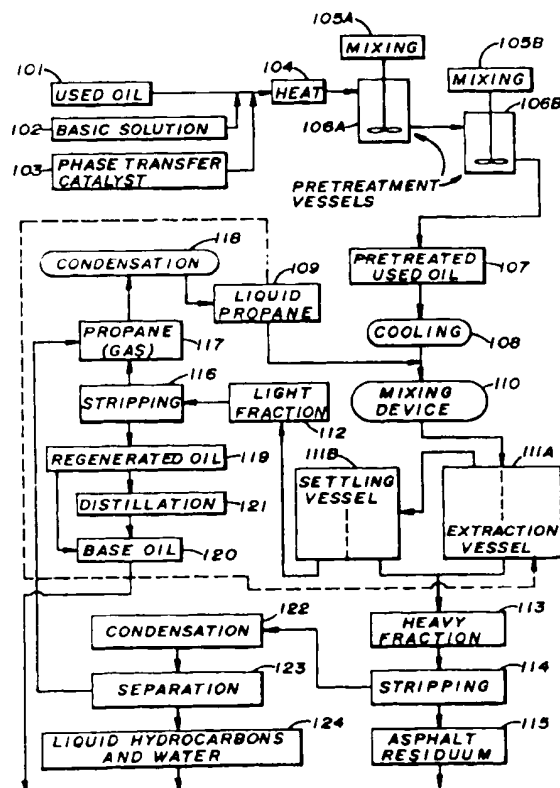 105A
MIXING
105B
MIXING
101
USED OIL
104
HEAT
102
BASIC SOLUTION
106A
106B
103
PHASE TRANSFER
CATALYST
PRETREATMENT
VESSELS
118
CONDENSATION
109
LIQUID
PROPANE
PRETREATED
USED OIL
107
PROPANE
(GAS)
117
COOLING
108
116
STRIPPING
LIGHT
FRACTION
112
MIXING
DEVICE
110
REGENERATED OIL
119
111B
SETTLING
VESSEL
111A
EXTRACTION
VESSEL
DISTILLATION
121
BASE OIL
120
122
CONDENSATION
113
HEAVY
FRACTION
123
SEPARATION
114
STRIPPING
124
LIQUID HYDROCARBONS
AND WATER
115
ASPHALT
RESIDUUM